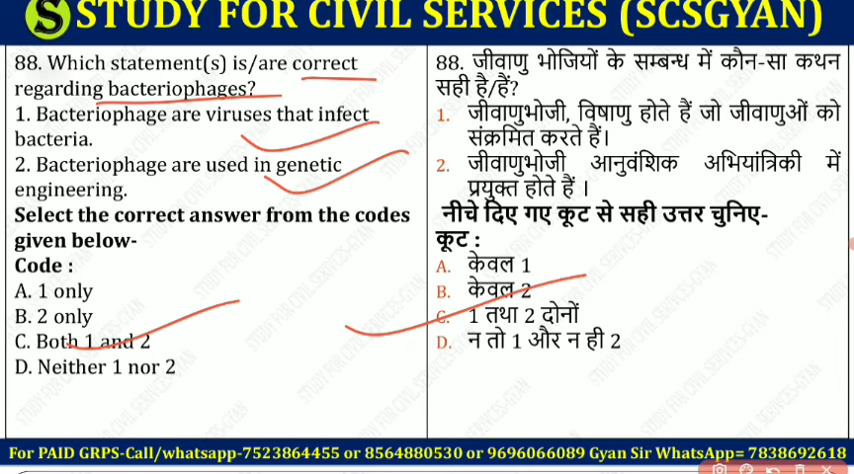 S STUDY FOR CIVIL SERVICES (SCSGYAN)
88. Which statement(s) is/are correct
regarding bacteriophages?
1. Bacteriophage are viruses that infect
bacteria.
2. Bacteriophage are used in genetic
engineering.
Select the correct answer from the codes
given below-
Code :
A. 1 only
B. 2 only
C. Both 1 and 2
D. Neither 1 nor 2
88. जीवाणु भोजियों के सम्बन्ध में कौन-सा कथन
सही है/हैं?
1. जीवाणुभोजी, विषाणु होते हैं जो जीवाणुओं को
संक्रमित करते हैं।
2. जीवाणुभोजी आनुवंशिक अभियांत्रिकी में
प्रयुक्त होते हैं ।
नीचे दिए गए कूट से सही उत्तर चुनिए-
कूट :
A. केवल 1
B. केवल 2
C. 1 तथा 2 दोनों
D. न तो 1 और न ही 2
For PAID GRPS-Call/whatsapp-7523864455 or 8564880530 or 9696066089 Gyan Sir WhatsApp= 7838692618